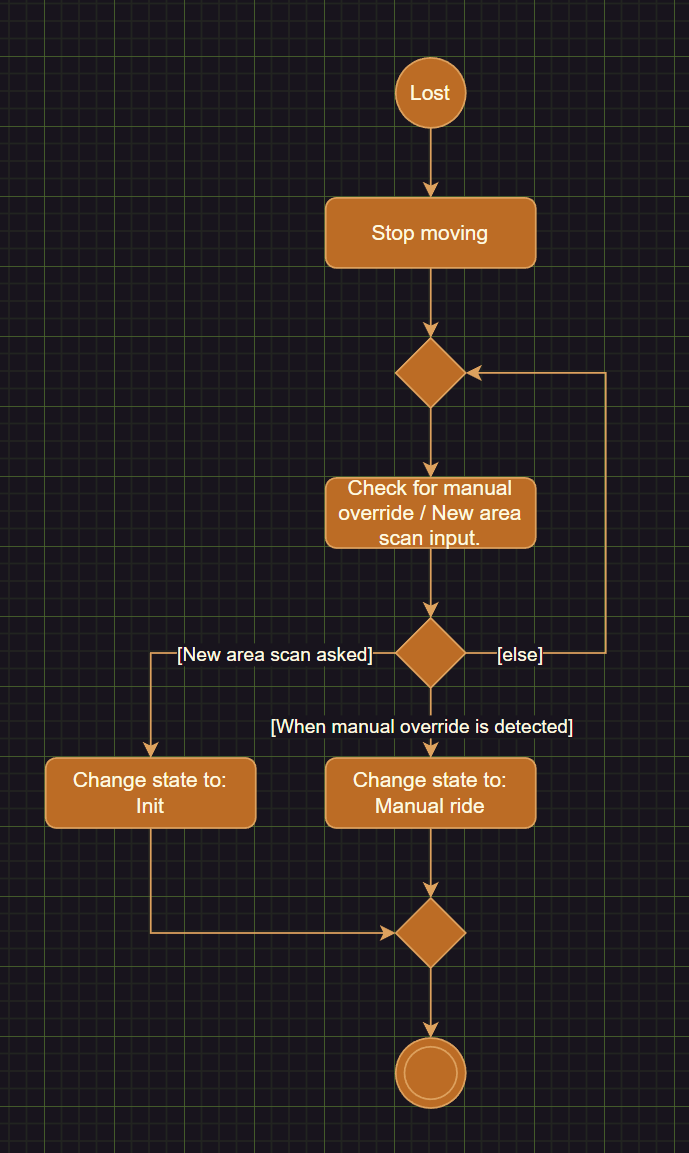 Lost
Stop moving
Check for manual
override / New area
scan input.
[New area scan asked]
[else]
[When manual override is detected]
Change state to:
Init
Change state to:
Manual ride